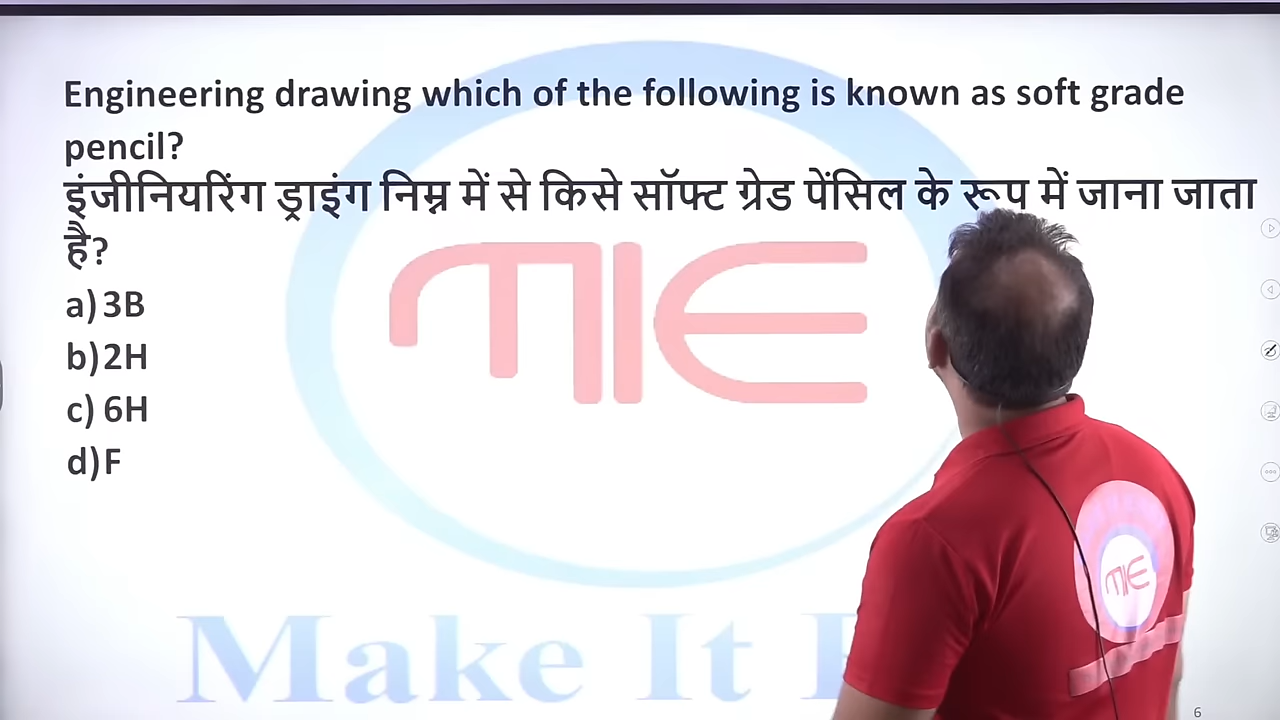 Engineering drawing which of the following is known as soft grade
pencil?
इंजीनियरिंग ड्राइंग निम्न में से किसे सॉफ्ट ग्रेड पेंसिल के रूप में जाना जाता
है?
a) 3B
b) 2H
c) 6H
d) F
MIE
MIE
Make It
6